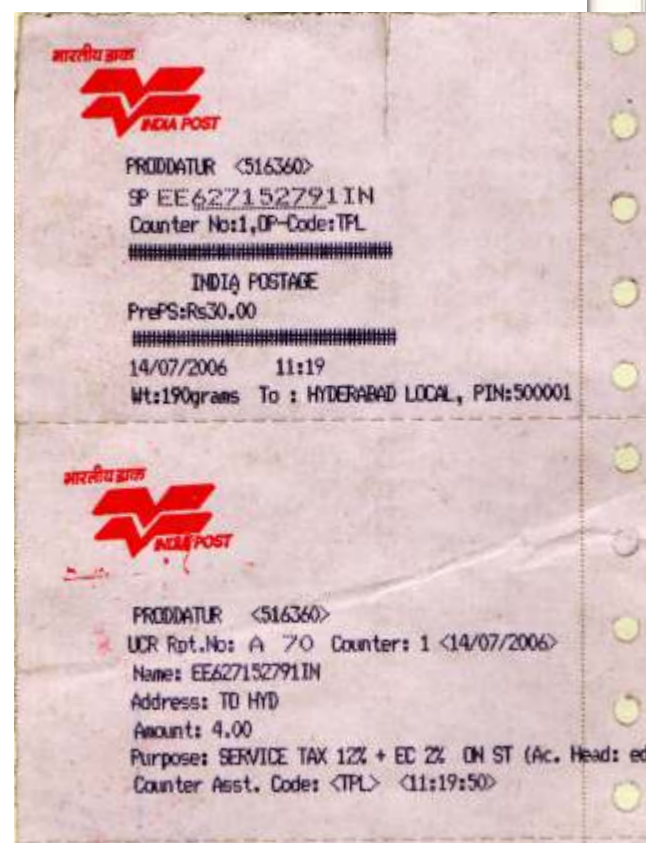 भारतीय डाक
INDIA POST
PRODDATUR <516360>
SP EE627152791IN
Counter No:1,OP-Code:TPL
####################################
INDIA POSTAGE
PrePS:Rs30.00
####################################
14/07/2006 11:19
Wt:190grams To : HYDERABAD LOCAL, PIN:500001
भारतीय डाक
INDIA POST
PRODDATUR <516360>
UCR Rpt.No: A 70 Counter: 1 <14/07/2006>
Name: EE627152791IN
Address: TO HYD
Amount: 4.00
Purpose: SERVICE TAX 12% + EC 2% ON ST (Ac. Head: ed
Counter Asst. Code: <TPL> <11:19:50>